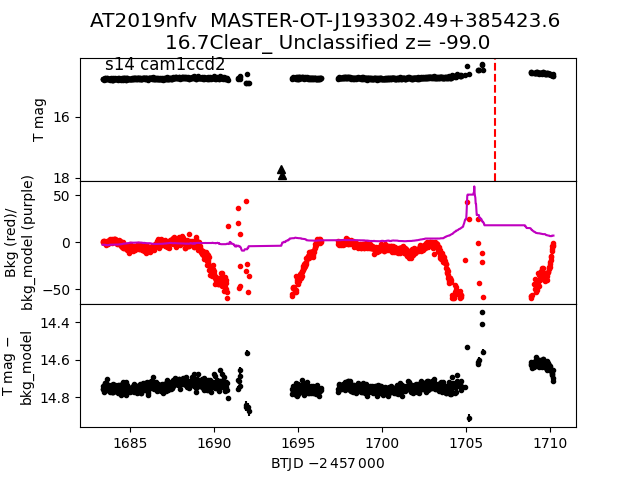 AT2019nfv  MASTER-OT-J193302.49+385423.6
16.7Clear_ Unclassified z= -99.0
s14 cam1ccd2
T mag
16
18
Bkg (red)/
bkg_model (purple)
50
0
−50
T mag −
bkg_model
14.4
14.6
14.8
1685 1690 1695 1700 1705 1710
BTJD −2 457 000